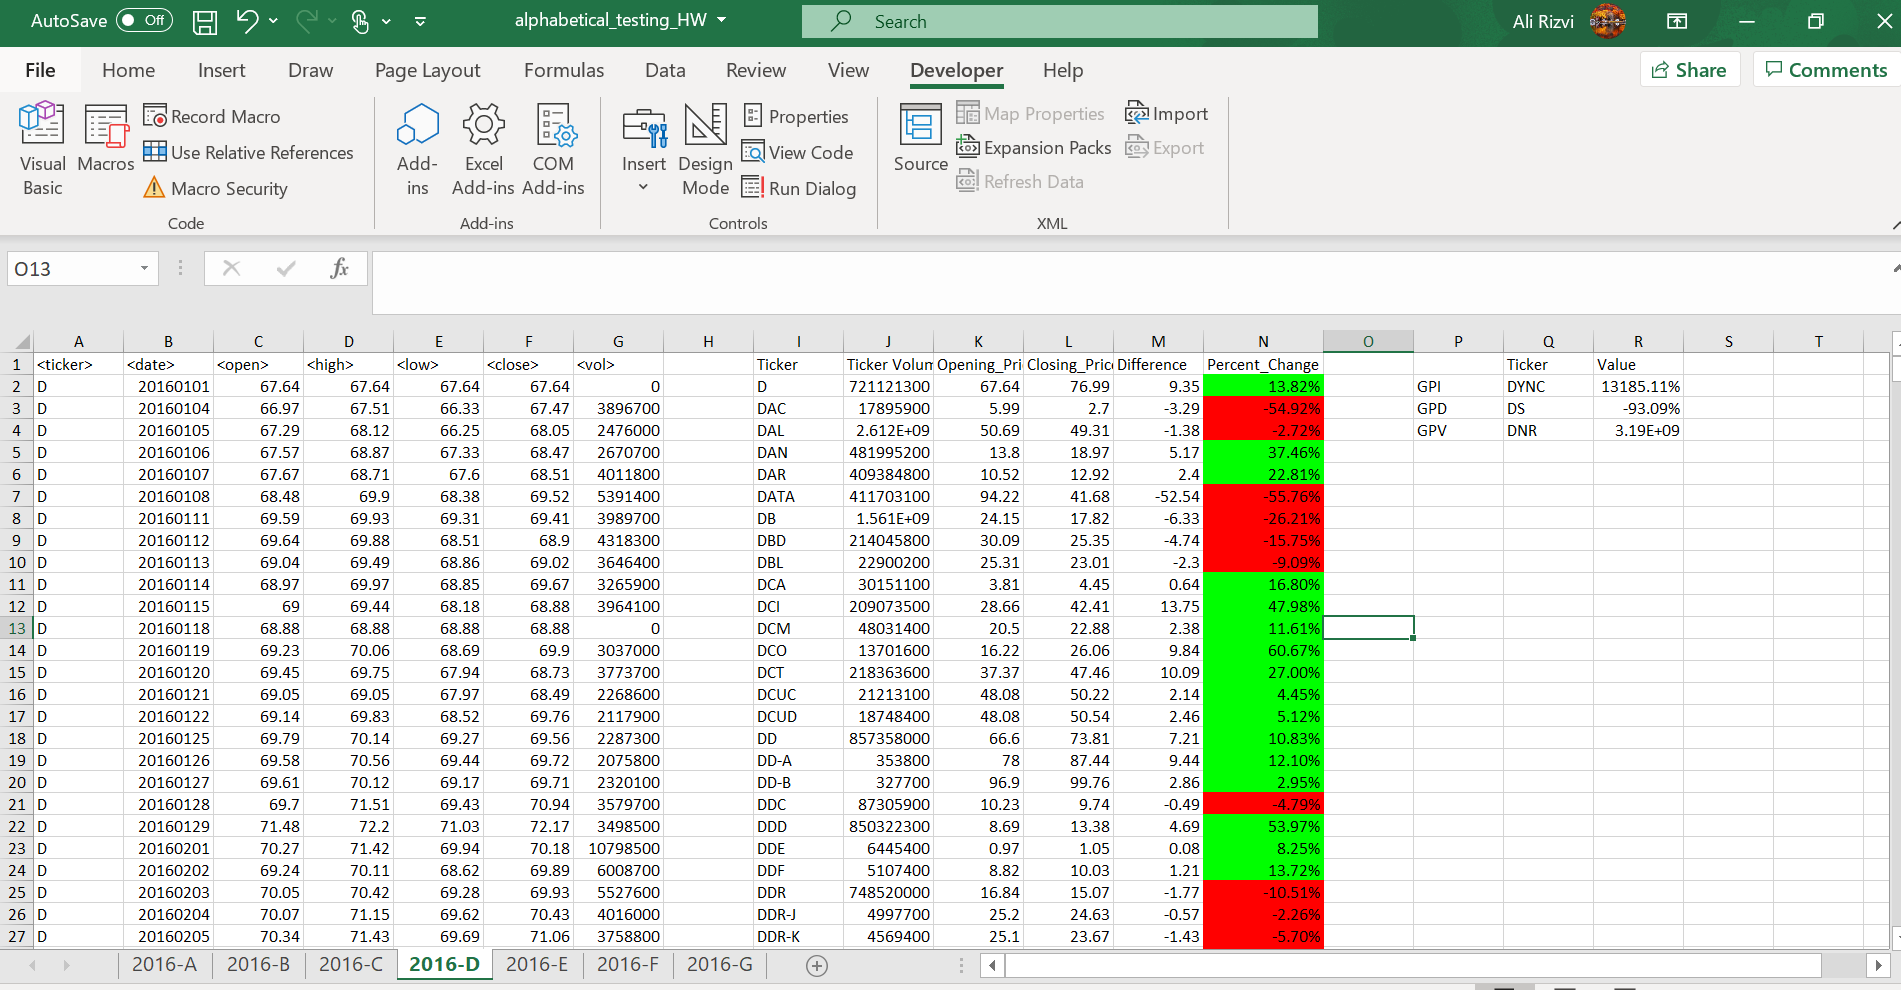 AutoSave Off alphabetical_testing_HW Search Ali Rizvi
File Home Insert Draw Page Layout Formulas Data Review View Developer Help Share Comments
Visual Basic Macros Record Macro Use Relative References Macro Security
Add-ins Excel Add-ins COM Add-ins
Insert Design Mode Properties View Code Run Dialog
Source Map Properties Expansion Packs Refresh Data Import Export
Code Add-ins Controls XML
O13 fx
A B C D E F G H I J K L M N O P Q R S T
1 <ticker> <date> <open> <high> <low> <close> <vol> Ticker Ticker Volum Opening_Pri Closing_Price Difference Percent_Change Ticker Value
2 D 20160101 67.64 67.64 67.64 67.64 0 D 721121300 67.64 76.99 9.35 13.82% GPI DYNC 13185.11%
3 D 20160104 66.97 67.51 66.33 67.47 3896700 DAC 17895900 5.99 2.7 -3.29 -54.92% GPD DS -93.09%
4 D 20160105 67.29 68.12 66.25 68.05 2476000 DAL 2.612E+09 50.69 49.31 -1.38 -2.72% GPV DNR 3.19E+09
5 D 20160106 67.57 68.87 67.33 68.47 2670700 DAN 481995200 13.8 18.97 5.17 37.46%
6 D 20160107 67.67 68.71 67.6 68.51 4011800 DAR 409384800 10.52 12.92 2.4 22.81%
7 D 20160108 68.48 69.9 68.38 69.52 5391400 DATA 411703100 94.22 41.68 -52.54 -55.76%
8 D 20160111 69.59 69.93 69.31 69.41 3989700 DB 1.561E+09 24.15 17.82 -6.33 -26.21%
9 D 20160112 69.64 69.88 68.51 68.9 4318300 DBD 214045800 30.09 25.35 -4.74 -15.75%
10 D 20160113 69.04 69.49 68.86 69.02 3646400 DBL 22900200 25.31 23.01 -2.3 -9.09%
11 D 20160114 68.97 69.97 68.85 69.67 3265900 DCA 30151100 3.81 4.45 0.64 16.80%
12 D 20160115 69 69.44 68.18 68.88 3964100 DCI 209073500 28.66 42.41 13.75 47.98%
13 D 20160118 68.88 68.88 68.88 68.88 0 DCM 48031400 20.5 22.88 2.38 11.61%
14 D 20160119 69.23 70.06 68.69 69.9 3037000 DCO 13701600 16.22 26.06 9.84 60.67%
15 D 20160120 69.45 69.75 67.94 68.73 3773700 DCT 218363600 37.37 47.46 10.09 27.00%
16 D 20160121 69.05 69.05 67.97 68.49 2268600 DCUC 21213100 48.08 50.22 2.14 4.45%
17 D 20160122 69.14 69.83 68.52 69.76 2117900 DCUD 18748400 48.08 50.54 2.46 5.12%
18 D 20160125 69.79 70.14 69.27 69.56 2287300 DD 857358000 66.6 73.81 7.21 10.83%
19 D 20160126 69.58 70.56 69.44 69.72 2075800 DD-A 353800 78 87.44 9.44 12.10%
20 D 20160127 69.61 70.12 69.17 69.71 2320100 DD-B 327700 96.9 99.76 2.86 2.95%
21 D 20160128 69.7 71.51 69.43 70.94 3579700 DDC 87305900 10.23 9.74 -0.49 -4.79%
22 D 20160129 71.48 72.2 71.03 72.17 3498500 DDD 850322300 8.69 13.38 4.69 53.97%
23 D 20160201 70.27 71.42 69.94 70.18 10798500 DDE 6445400 0.97 1.05 0.08 8.25%
24 D 20160202 69.24 70.11 68.62 69.89 6008700 DDF 5107400 8.82 10.03 1.21 13.72%
25 D 20160203 70.05 70.42 69.28 69.93 5527600 DDR 748520000 16.84 15.07 -1.77 -10.51%
26 D 20160204 70.07 71.15 69.62 70.43 4016000 DDR-J 4997700 25.2 24.63 -0.57 -2.26%
27 D 20160205 70.34 71.43 69.69 71.06 3758800 DDR-K 4569400 25.1 23.67 -1.43 -5.70%
2016-A 2016-B 2016-C 2016-D 2016-E 2016-F 2016-G